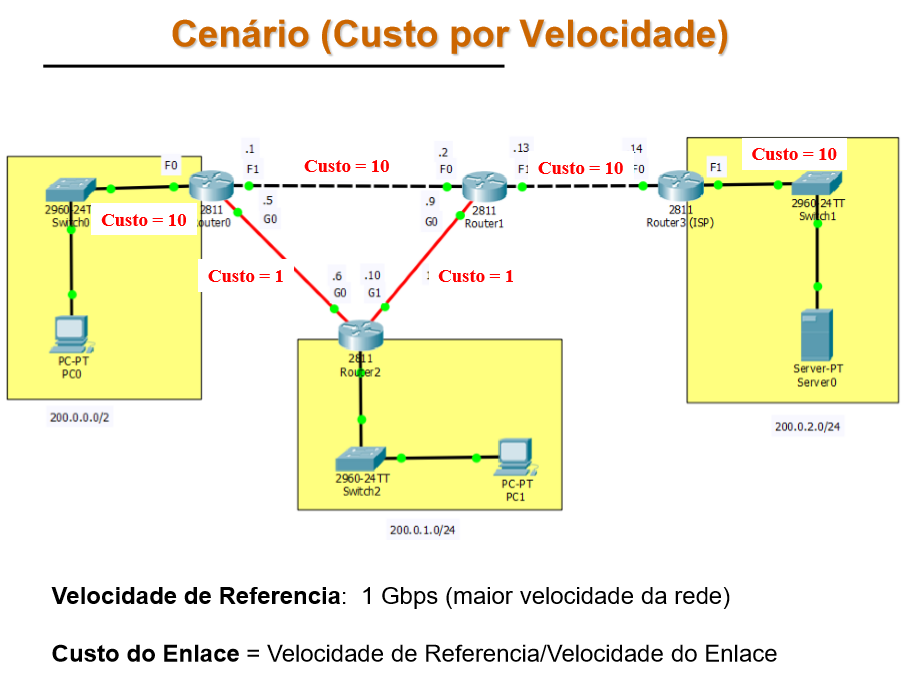 Cenário (Custo por Velocidade)
.1
.2
.13
.14
F0
F1
Custo = 10
F0
F1
Custo = 10
F0
F1
Custo = 10
2960-24T
Switch0
Custo = 10
2811
Router0
.5
G0
.9
G0
2811
Router1
2811
Router3 (ISP)
2960-24TT
Switch1
Custo = 1
.6
G0
.10
G1
Custo = 1
PC-PT
PC0
2811
Router2
Server-PT
Server0
200.0.0.0/2
200.0.2.0/24
2960-24TT
Switch2
PC-PT
PC1
200.0.1.0/24
Velocidade de Referencia: 1 Gbps (maior velocidade da rede)
Custo do Enlace = Velocidade de Referencia/Velocidade do Enlace